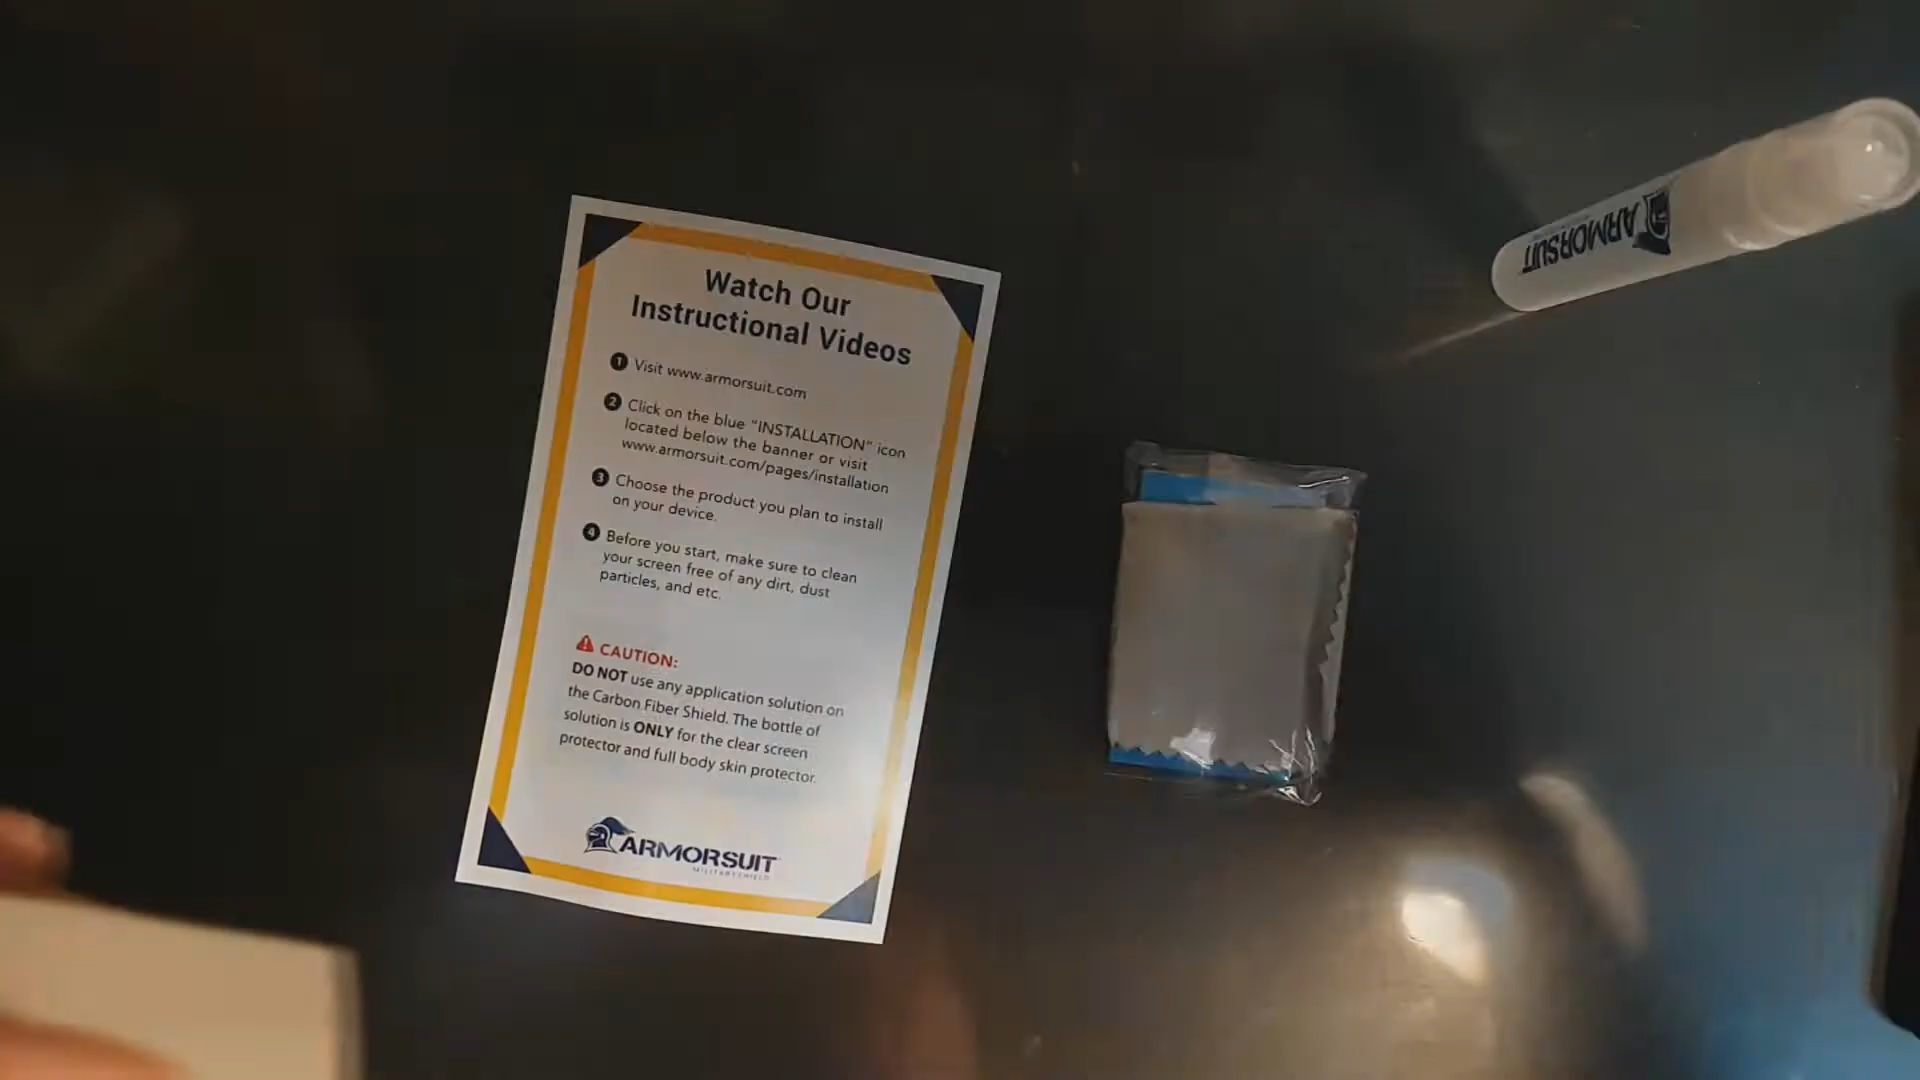 Watch Our
Instructional Videos
1 Visit www.armorsuit.com
2 Click on the blue "INSTALLATION" icon
located below the banner or visit
www.armorsuit.com/pages/installation
3 Choose the product you plan to install
on your device.
4 Before you start, make sure to clean
your screen free of any dirt, dust
particles, and etc.
CAUTION:
DO NOT use any application solution on
the Carbon Fiber Shield. The bottle of
solution is ONLY for the clear screen
protector and full body skin protector.
ARMORSUIT
MILITARYSHIELD
ARMORSUIT